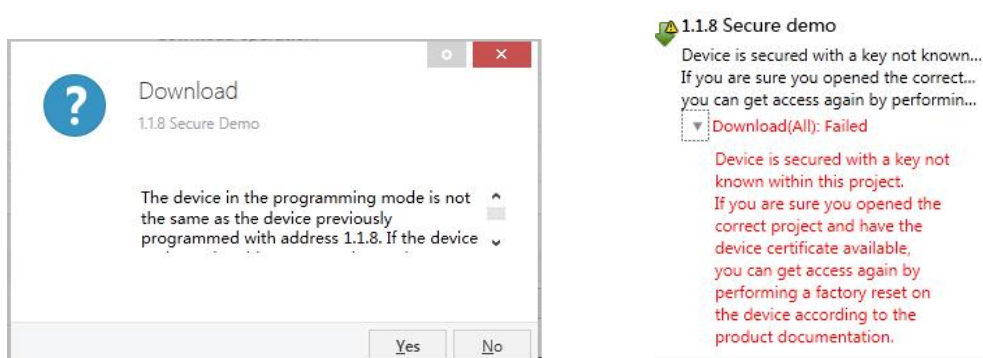 Download
1.1.8 Secure Demo
The device in the programming mode is not
the same as the device previously
programmed with address 1.1.8. If the device
Yes
No
1.1.8 Secure demo
Device is secured with a key not known...
If you are sure you opened the correct...
you can get access again by performin...
Download(All): Failed
Device is secured with a key not
known within this project.
If you are sure you opened the
correct project and have the
device certificate available,
you can get access again by
performing a factory reset on
the device according to the
product documentation.